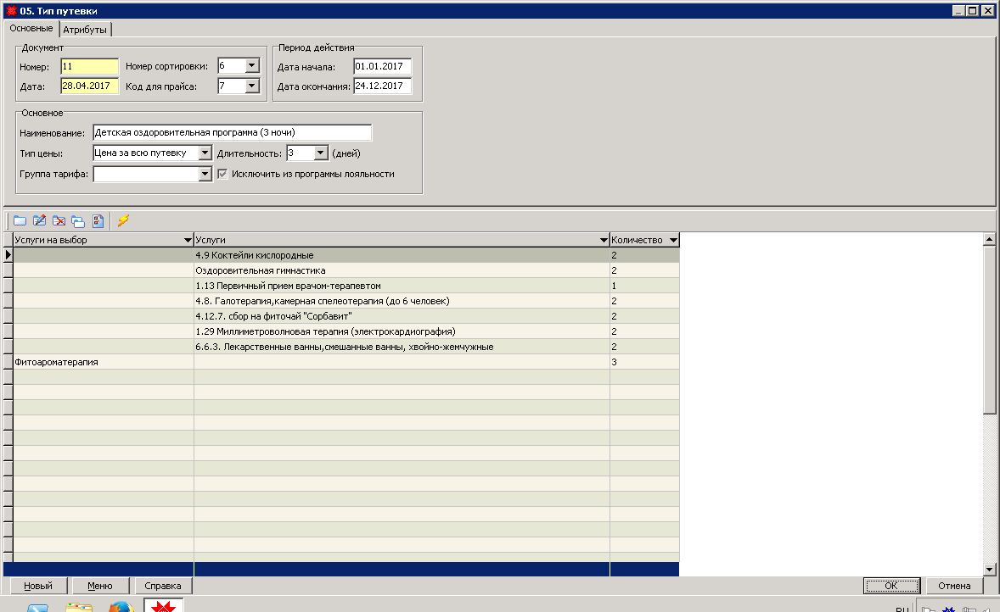 05. Тип путевки
Основные Атрибуты
Документ
Номер: 11 Номер сортировки: 6
Дата: 28.04.2017 Код для прайса: 7
Период действия
Дата начала: 01.01.2017
Дата окончания: 24.12.2017
Основное
Наименование: Детская оздоровительная программа (3 ночи)
Тип цены: Цена за всю путевку Длительность: 3 (дней)
Группа тарифа: Исключить из программы лояльности
Услуги на выбор Услуги Количество
4.9 Коктейли кислородные 2
Оздоровительная гимнастика 2
1.13 Первичный прием врачом-терапевтом 1
4.8. Галотерапия,камерная спелеотерапия (до 6 человек) 2
4.12.7. сбор на фиточай "Сорбавит" 2
1.29 Миллиметроволновая терапия (электрокардиография) 2
6.6.3. Лекарственные ванны,смешанные ванны, хвойно-жемчужные 2
Фитоароматерапия 3
Новый Меню Справка OK Отмена
RU